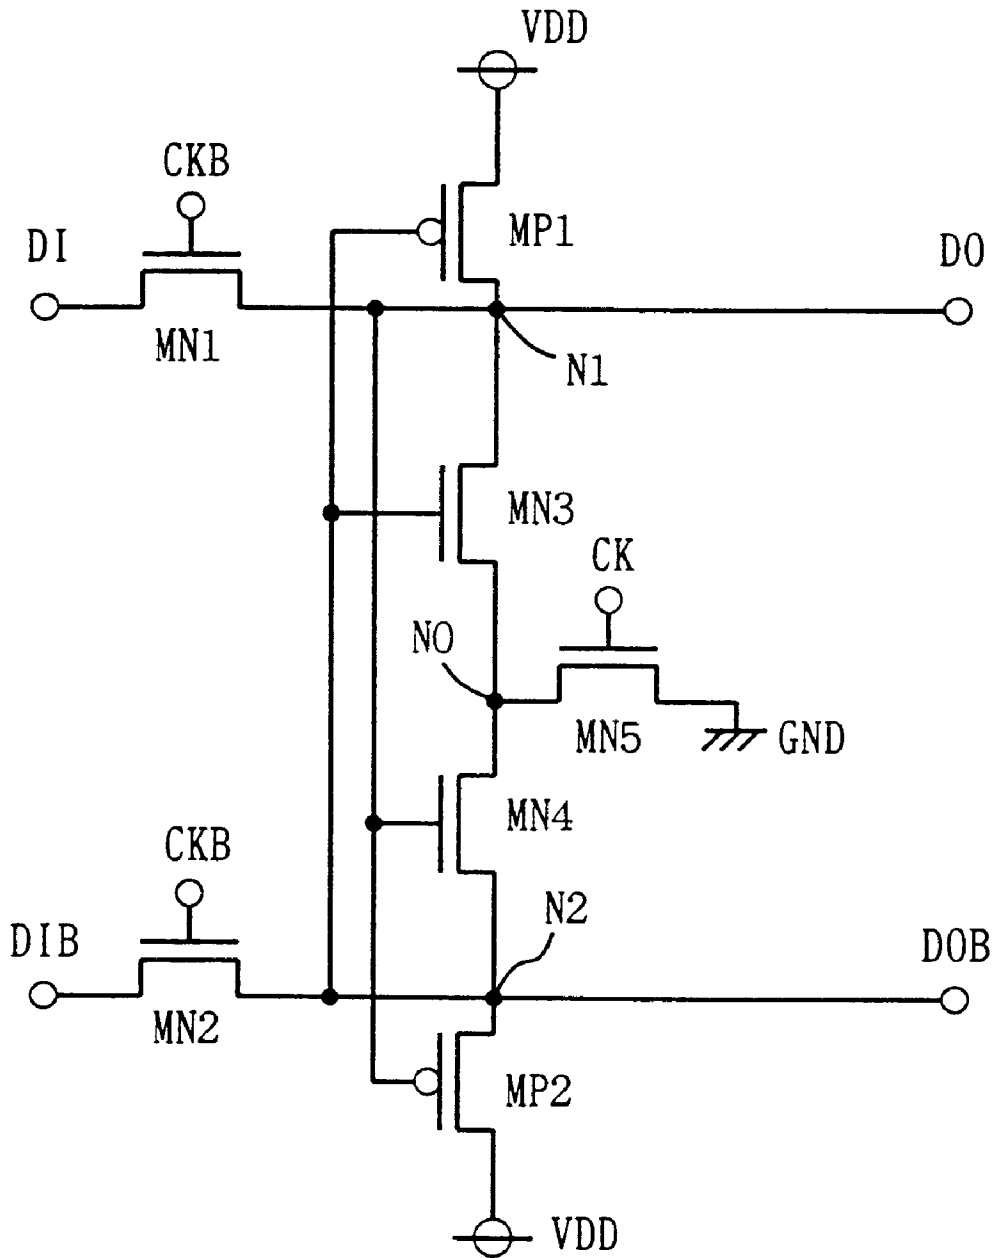 VDD
CKB
DI
MP1
DO
MN1
N1
MN3
CK
NO
MN5
GND
MN4
CKB
N2
DIB
DOB
MN2
MP2
VDD